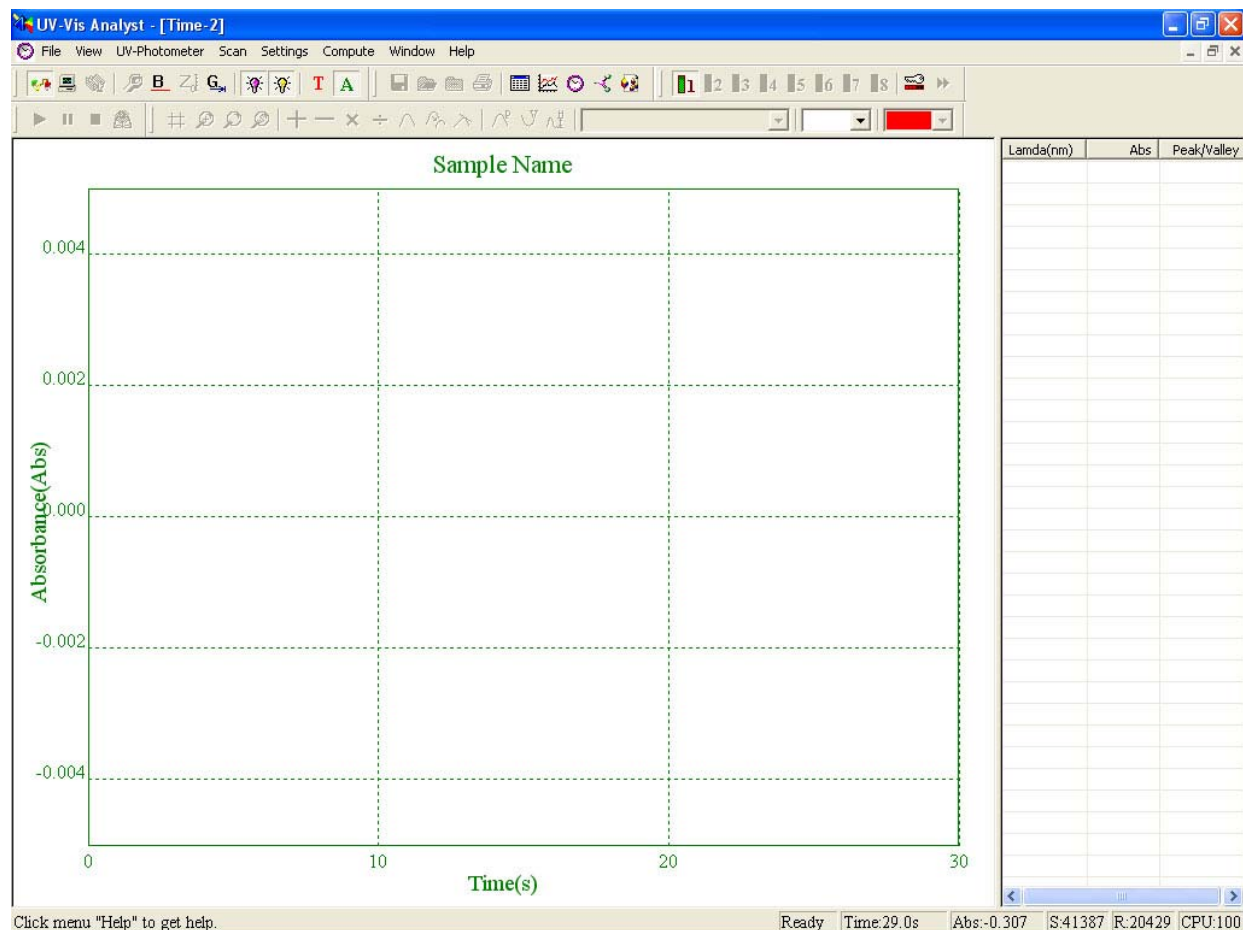 UV-Vis Analyst - [Time-2]
File View UV-Photometer Scan Settings Compute Window Help
B Z G T A 1 2 3 4 5 6 7 8
Lamda(nm) Abs Peak/Valley
Sample Name
0.004
0.002
0.000
-0.002
-0.004
Absorbance(Abs)
0 10 20 30
Time(s)
Click menu "Help" to get help. Ready Time:29.0s Abs:-0.307 S:41387 R:20429 CPU:100